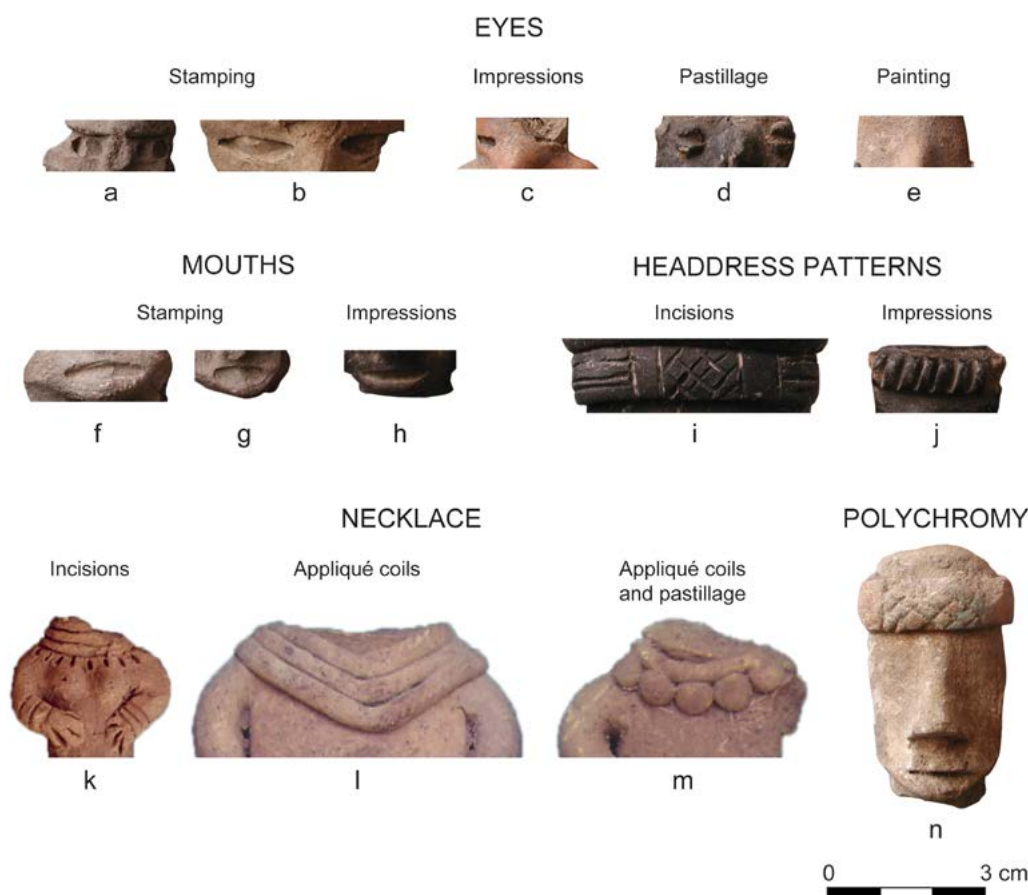 EYES
Stamping
Impressions
Pastillage
Painting
a
b
c
d
e
MOUTHS
HEADDRESS PATTERNS
Stamping
Impressions
Incisions
Impressions
f
g
h
i
j
NECKLACE
POLYCHROMY
Incisions
Appliqué coils
Appliqué coils
and pastillage
k
l
m
n
0
3 cm